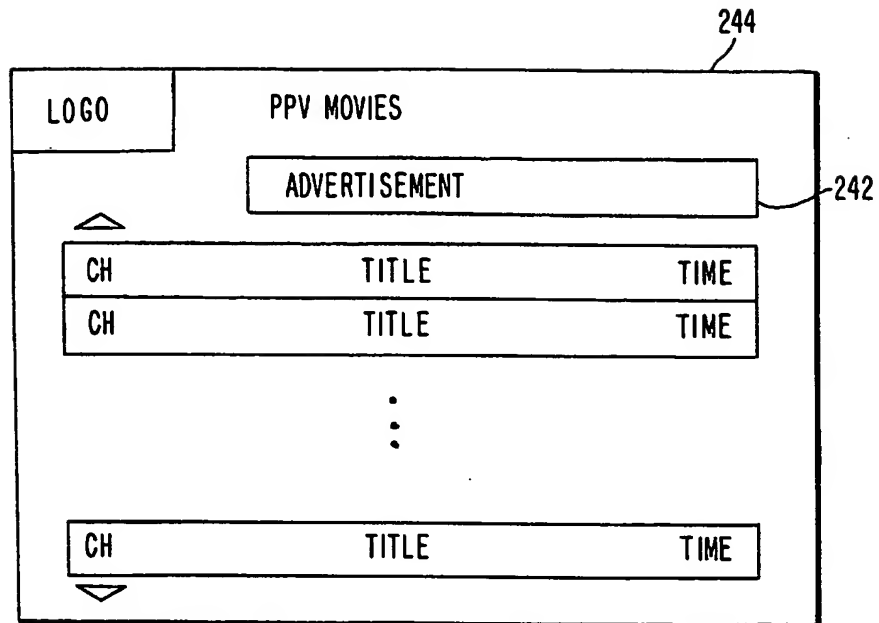 244
LOGO PPV MOVIES
ADVERTISEMENT
242
CH TITLE TIME
CH TITLE TIME
CH TITLE TIME